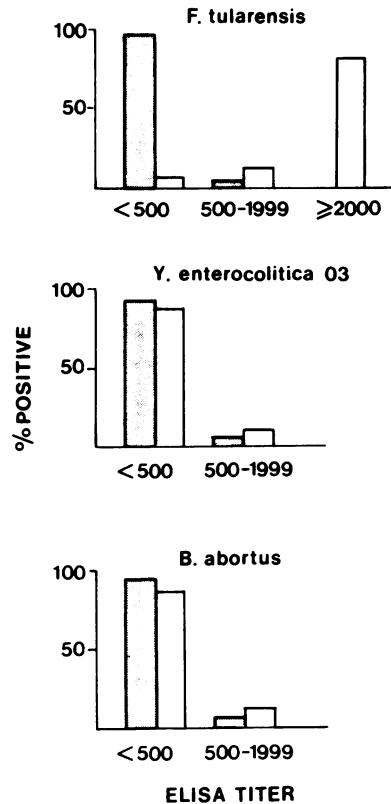 F. tularensis
100
50
<500 500-1999 ⩾2000
Y. enterocolitica 03
100
50
<500 500-1999
%POSITIVE
B. abortus
100
50
<500 500-1999
ELISA TITER